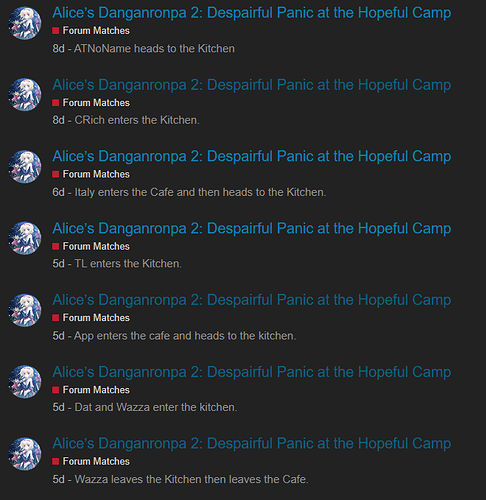 Alice's Danganronpa 2: Despairful Panic at the Hopeful Camp
Forum Matches
8d - ATNoName heads to the Kitchen
Alice's Danganronpa 2: Despairful Panic at the Hopeful Camp
Forum Matches
8d - CRich enters the Kitchen.
Alice's Danganronpa 2: Despairful Panic at the Hopeful Camp
Forum Matches
6d - Italy enters the Cafe and then heads to the Kitchen.
Alice's Danganronpa 2: Despairful Panic at the Hopeful Camp
Forum Matches
5d - TL enters the Kitchen.
Alice's Danganronpa 2: Despairful Panic at the Hopeful Camp
Forum Matches
5d - App enters the cafe and heads to the kitchen.
Alice's Danganronpa 2: Despairful Panic at the Hopeful Camp
Forum Matches
5d - Dat and Wazza enter the kitchen.
Alice's Danganronpa 2: Despairful Panic at the Hopeful Camp
Forum Matches
5d - Wazza leaves the Kitchen then leaves the Cafe.